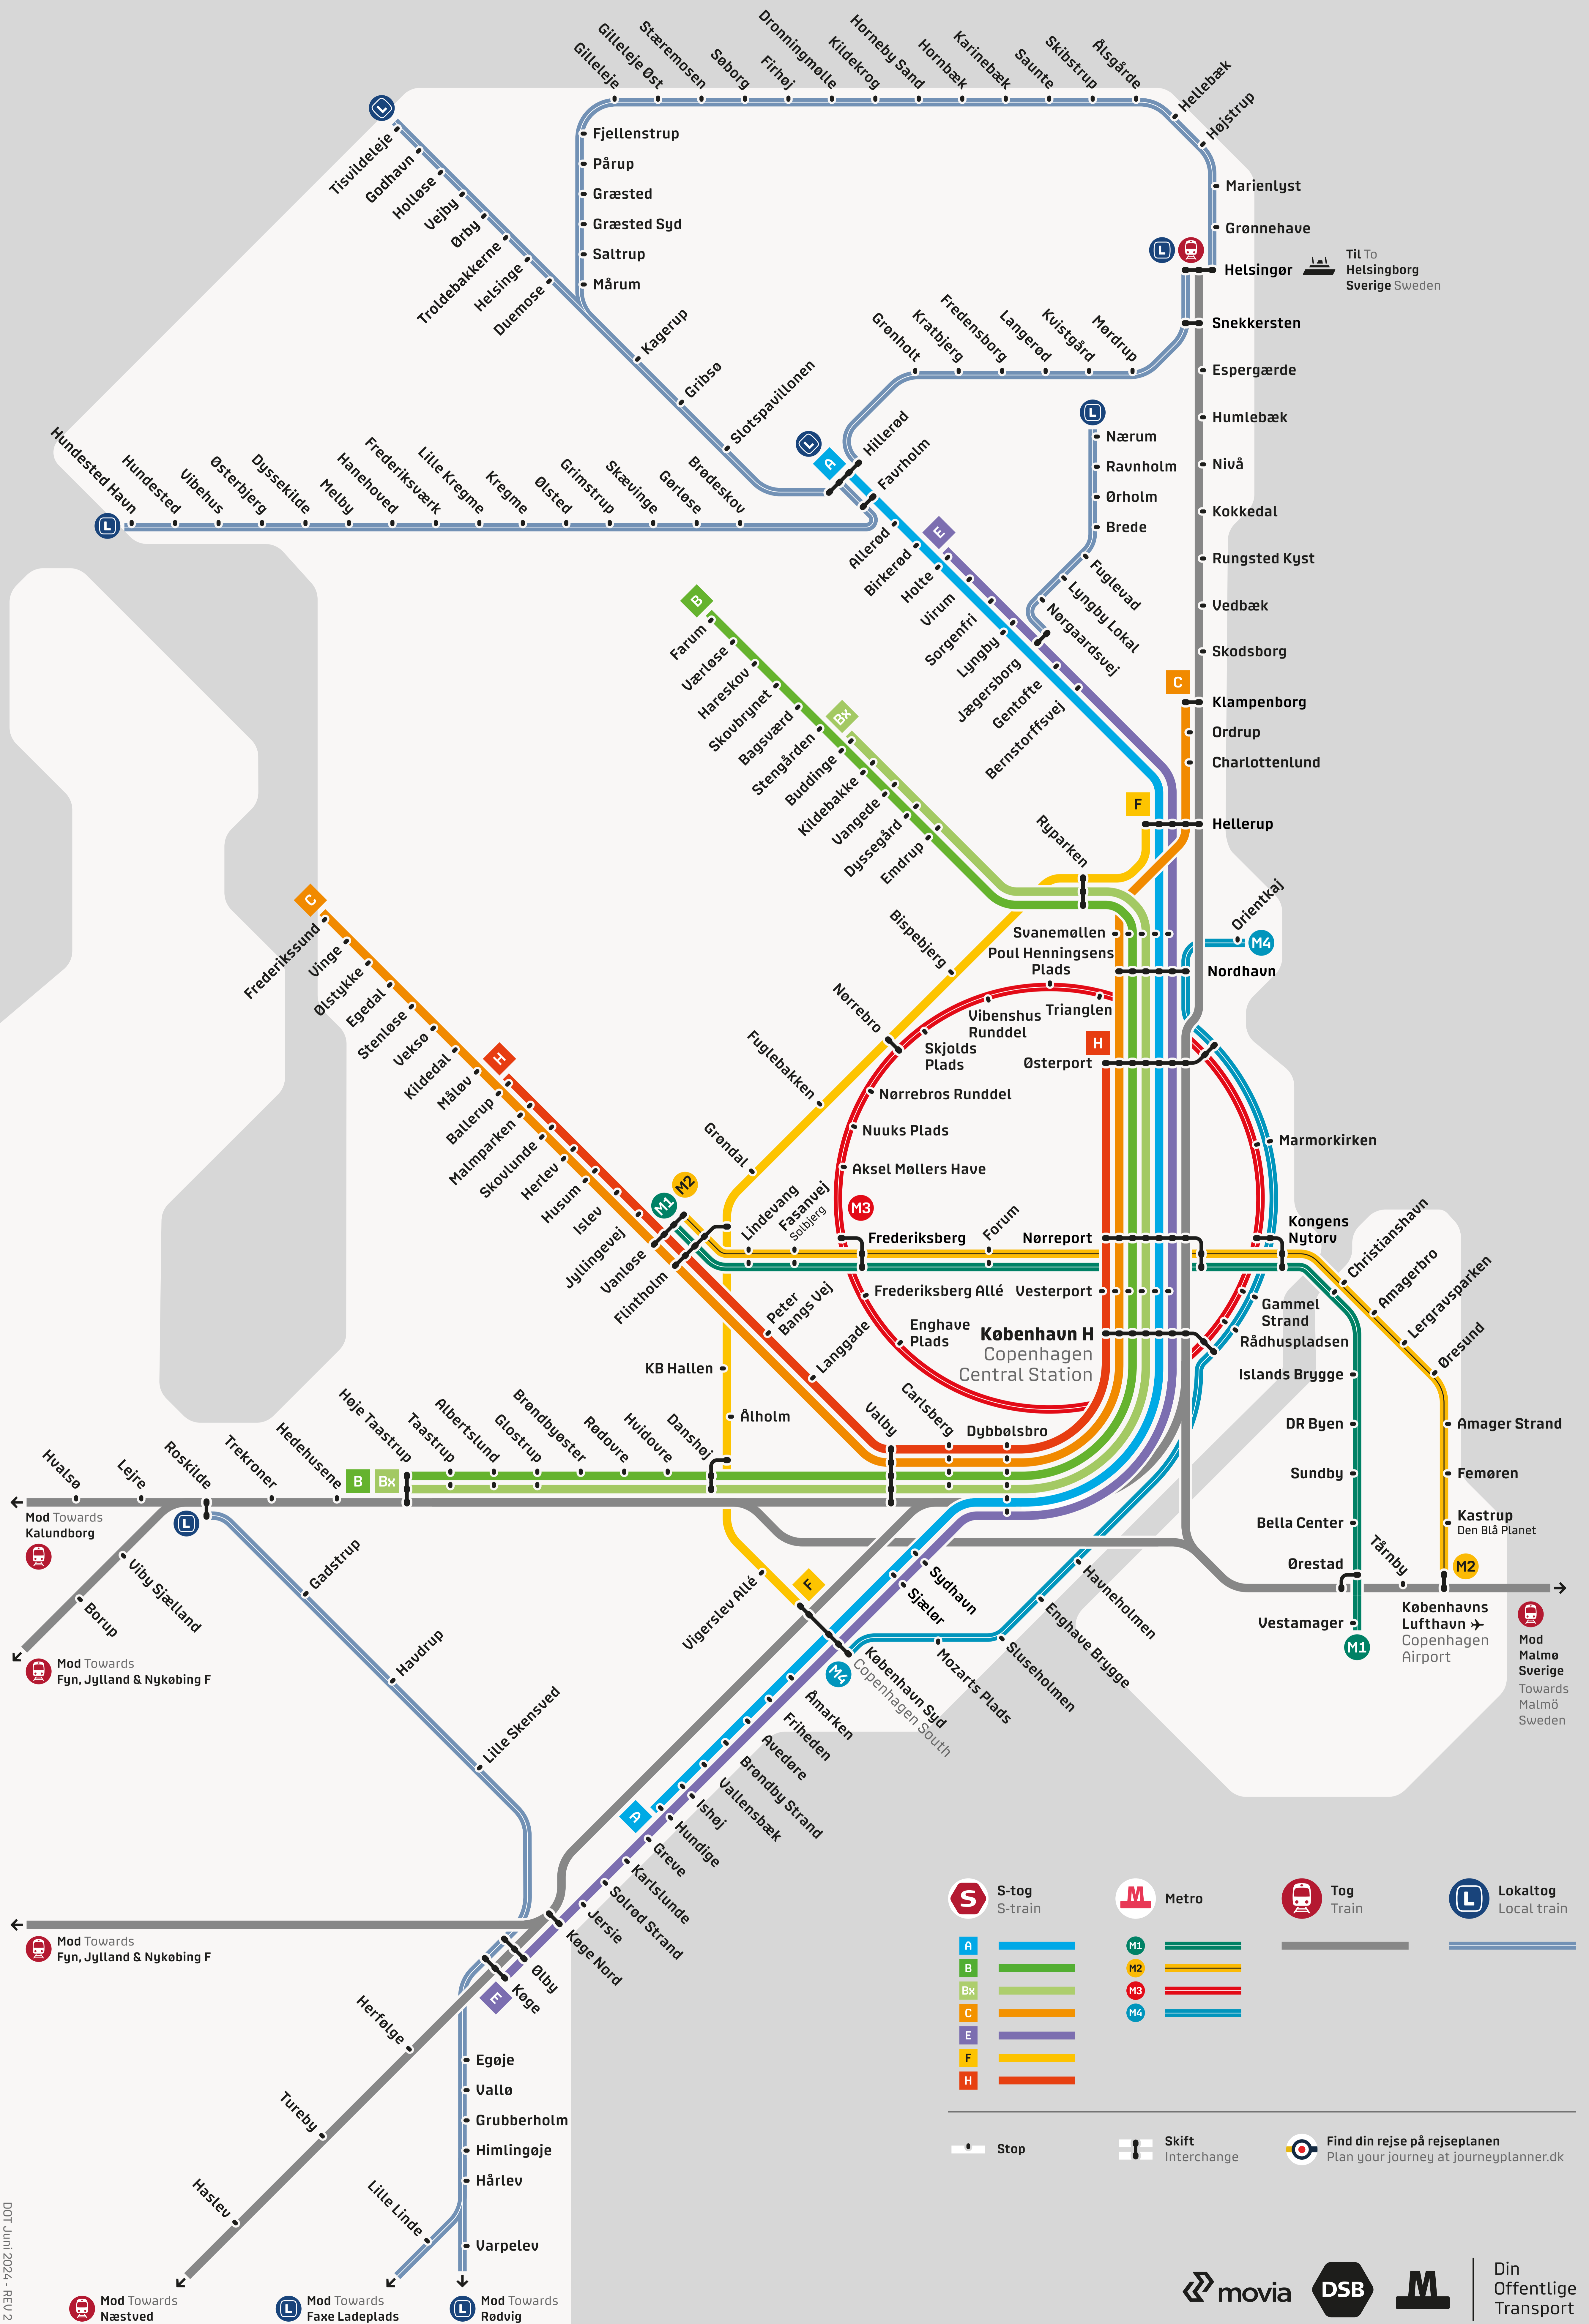 Gilleleje
Gilleleje Øst
Stæremosen
Søborg
Firhøj
Dronningmølle
Kildekrog
Horneby Sand
Hornbæk
Karinebæk
Saunte
Skibstrup
Ålsgårde
Hellebæk
Højstrup
Marienlyst
Grønnehave
Helsingør
Til To
Helsingborg
Sverige Sweden
L
Tisvildeleje
Godhavn
Holløse
Vejby
Ørby
Troldebakkerne
Helsinge
Duemose
Fjellenstrup
Pårup
Græsted
Græsted Syd
Saltrup
Mårum
Kagerup
Gribsø
Slotspavillonen
L
Snekkersten
Espergærde
Humlebæk
Nivå
Kokkedal
Rungsted Kyst
Vedbæk
Skodsborg
Grønholt
Kratbjerg
Fredensborg
Langerød
Kvistgård
Mørdrup
L
Nærum
Ravnholm
Ørholm
Brede
Fuglevad
Lyngby Lokal
Nørgaardsvej
L
Hundested Havn
Hundested
Vibehus
Østerbjerg
Dyssekilde
Melby
Hanehoved
Frederiksværk
Lille Kregme
Kregme
Ølsted
Grimstrup
Skævinge
Gørløse
Brødeskov
L
A
Hillerød
Favrholm
Allerød
Birkerød
E
Holte
Virum
Sorgenfri
Lyngby
Jægersborg
Gentofte
Bernstorffsvej
B
Farum
Værløse
Hareskov
Skovbrynet
Bagsværd
Stengården
Bx
Buddinge
Kildebakke
Vangede
Dyssegård
Emdrup
C
Klampenborg
Ordrup
Charlottenlund
F
Hellerup
Ryparken
Bispebjerg
Nørrebro
Fuglebakken
Grøndal
Svanemøllen
Orientkaj
M4
Nordhavn
Poul Henningsens
Plads
Trianglen
Vibenshus
Runddel
Skjolds
Plads
Nørrebros Runddel
Nuuks Plads
Aksel Møllers Have
M3
H
Østerport
Marmorkirken
C
Frederikssund
Vinge
Ølstykke
Egedal
Stenløse
Veksø
Kildedal
Måløv
H
Ballerup
Malmparken
Skovlunde
Herlev
Husum
Islev
Jyllingevej
Vanløse
Flintholm
M1
M2
Lindevang
Fasanvej
Solbjerg
Frederiksberg
Forum
Nørreport
Kongens
Nytorv
Christianshavn
Amagerbro
Lergravsparken
Øresund
Amager Strand
Femøren
Kastrup
Den Blå Planet
M2
Frederiksberg Allé
Vesterport
Enghave
Plads
København H
Copenhagen
Central Station
Gammel
Strand
Rådhuspladsen
Islands Brygge
DR Byen
Sundby
Bella Center
Ørestad
Vestamager
M1
Tårnby
Københavns
Lufthavn
Copenhagen
Airport
Mod
Malmø
Sverige
Towards
Malmö
Sweden
Peter
Bangs Vej
Langgade
KB Hallen
Ålholm
Valby
Carlsberg
Dybbølsbro
Hvalsø
Lejre
Roskilde
Trekroner
Hedehusene
B
Bx
Høje Taastrup
Taastrup
Albertslund
Glostrup
Brøndbyøster
Rødovre
Hvidovre
Danshøj
Mod Towards
Kalundborg
L
Viby Sjælland
Borup
Mod Towards
Fyn, Jylland & Nykøbing F
Gadstrup
Havdrup
Lille Skensved
Vigerslev Allé
F
Sydhavn
Sjælør
Havneholmen
Enghave Brygge
Sluseholmen
Mozarts Plads
M4
København Syd
Copenhagen South
Åmarken
Friheden
Avedøre
Brøndby Strand
Vallensbæk
Ishøj
A
Hundige
Greve
Karlslunde
Solrød Strand
Jersie
Køge Nord
Ølby
Køge
E
Mod Towards
Fyn, Jylland & Nykøbing F
Herfølge
Tureby
Haslev
Egøje
Vallø
Grubberholm
Himlingøje
Hårlev
Lille Linde
Varpelev
Mod Towards
Næstved
L
Mod Towards
Faxe Ladeplads
L
Mod Towards
Rødvig
S
S-tog
S-train
M
Metro
Tog
Train
L
Lokaltog
Local train
A
B
Bx
C
E
F
H
M1
M2
M3
M4
Stop
Skift
Interchange
Find din rejse på rejseplanen
Plan your journey at journeyplanner.dk
movia
DSB
M
Din
Offentlige
Transport
DOT Juni 2024 - REV 2